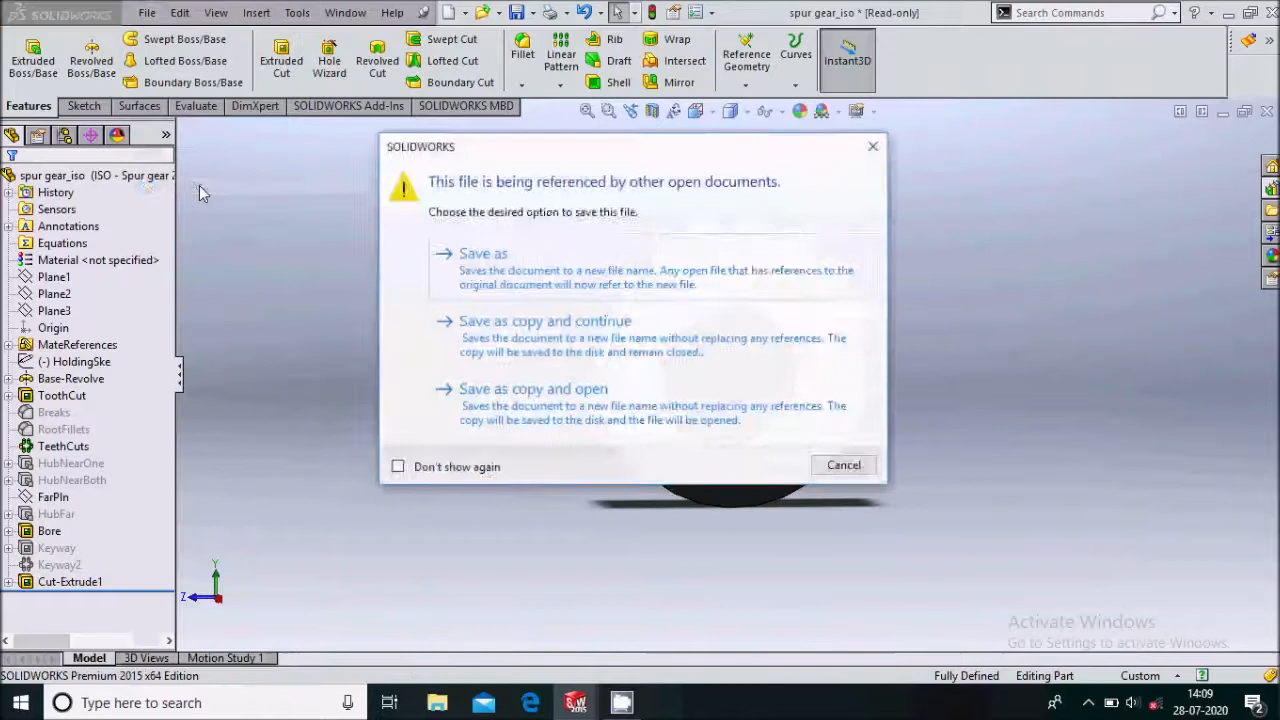 SOLIDWORKS File Edit View Insert Tools Window Help spur gear_iso * [Read-only] Search Commands
Extruded Boss/Base Revolved Boss/Base Swept Boss/Base Lofted Boss/Base Boundary Boss/Base Extruded Cut Hole Wizard Revolved Cut Swept Cut Lofted Cut Boundary Cut Fillet Linear Pattern Rib Draft Shell Wrap Intersect Mirror Reference Geometry Curves Instant3D
Features Sketch Surfaces Evaluate DimXpert SOLIDWORKS Add-Ins SOLIDWORKS MBD
spur gear_iso (ISO - Spur gear 2
History
Sensors
Annotations
Equations
Material <not specified>
Plane1
Plane2
Plane3
Origin
MateReferences
(-) HoldingSke
Base-Revolve
ToothCut
Breaks
RootFillets
TeethCuts
HubNearOne
HubNearBoth
FarPln
HubFar
Bore
Keyway
Keyway2
Cut-Extrude1
SOLIDWORKS
This file is being referenced by other open documents.
Choose the desired option to save this file.
Save as
Saves the document to a new file name. Any open file that has references to the
original document will now refer to the new file.
Save as copy and continue
Saves the document to a new file name without replacing any references. The
copy will be saved to the disk and remain closed..
Save as copy and open
Saves the document to a new file name without replacing any references. The
copy will be saved to the disk and the file will be opened.
Don't show again Cancel
Y
Z
Activate Windows
Go to Settings to activate Windows.
Model 3D Views Motion Study 1
SOLIDWORKS Premium 2015 x64 Edition Fully Defined Editing Part Custom
Type here to search
14:09
28-07-2020
2